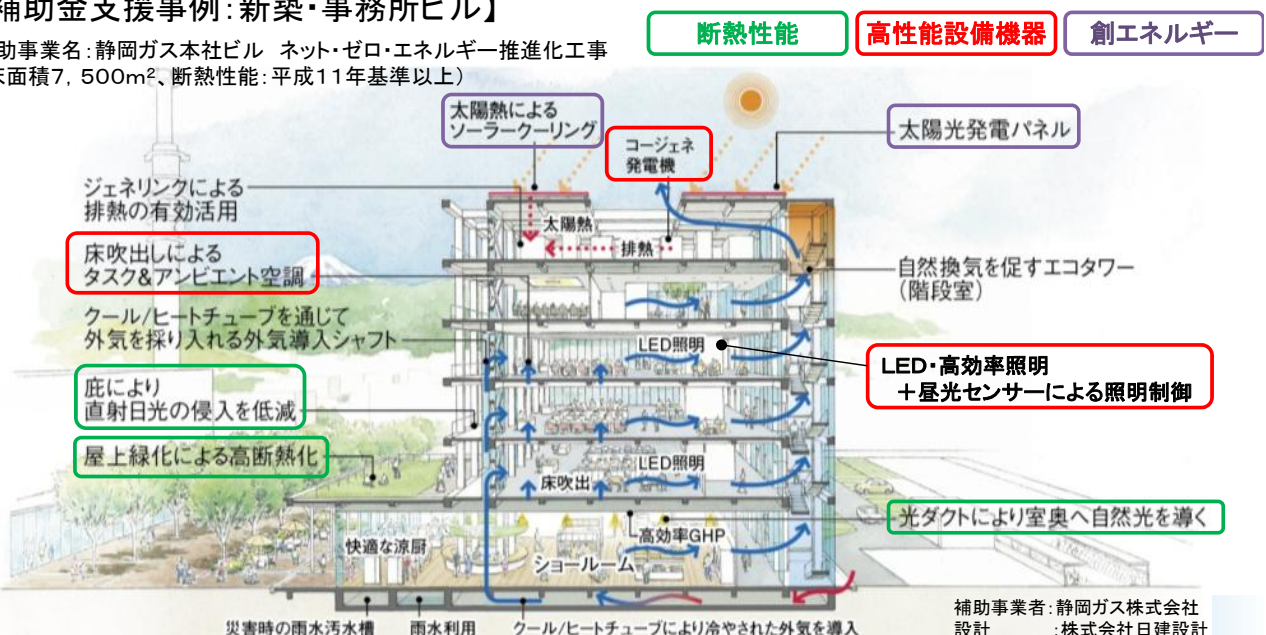 補助金支援事例:新築・事務所ビル】
助事業名:静岡ガス本社ビル ネット・ゼロ・エネルギー推進化工事
床面積7,500m²、断熱性能:平成11年基準以上)
断熱性能
高性能設備機器
創エネルギー
太陽熱による
ソーラークーリング
コージェネ
発電機
太陽光発電パネル
ジェネリンクによる
排熱の有効活用
太陽熱
排熱
床吹出しによる
タスク&アンビエント空調
自然換気を促すエコタワー
(階段室)
クール/ヒートチューブを通じて
外気を採り入れる外気導入シャフト
LED照明
LED・高効率照明
+昼光センサーによる照明制御
庇により
直射日光の侵入を低減
屋上緑化による高断熱化
LED照明
床吹出
光ダクトにより室奥へ自然光を導く
高効率GHP
快適な涼厨
ショールーム
災害時の雨水汚水槽
雨水利用
クール/ヒートチューブにより冷やされた外気を導入
補助事業者:静岡ガス株式会社
設計 :株式会社日建設計